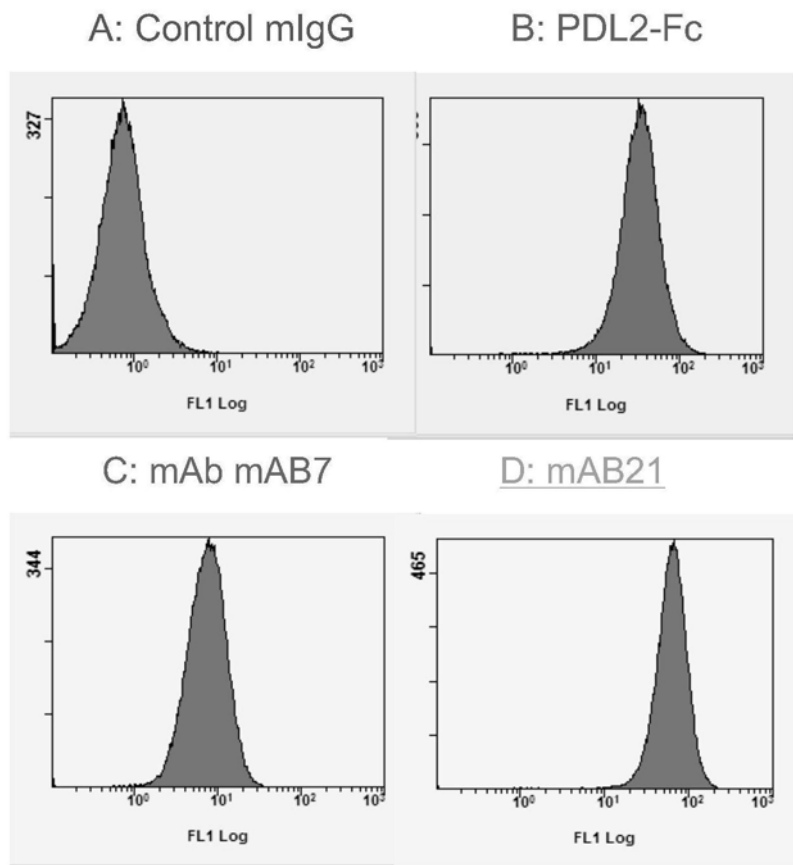 A: Control mIgG
B: PDL2-Fc
327
10⁰ 10¹ 10² 10³
FL1 Log
10⁰ 10¹ 10² 10³
FL1 Log
C: mAb mAB7
D: mAB21
344
10⁰ 10¹ 10² 10³
FL1 Log
465
10⁰ 10¹ 10² 10³
FL1 Log